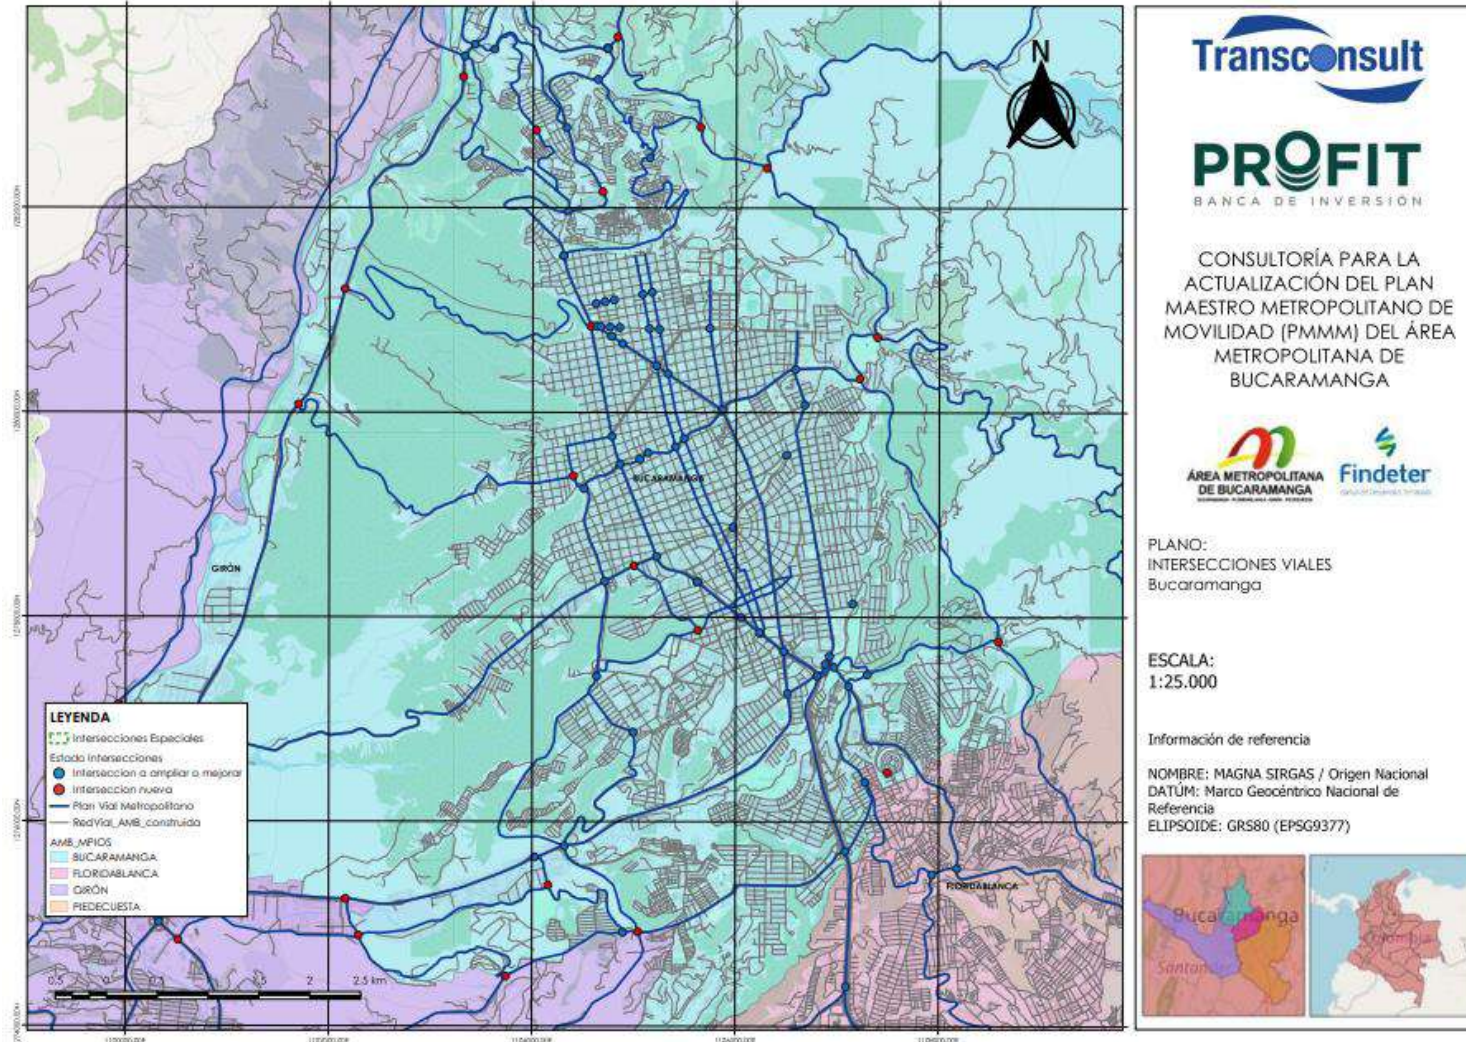 N
BUCARAMANGA
GIRÓN
FLORIDABLANCA
LEYENDA
Intersecciones Especiales
Estado Intersecciones
Interseccion a ampliar o mejorar
Interseccion nueva
Plan Vial Metropolitano
RedVial_AMB_construida
AMB_MPIOS
BUCARAMANGA
FLORIDABLANCA
GIRÓN
PIEDECUESTA
2
2.5 km
Transconsult
PROFIT
BANCA DE INVERSIÓN
CONSULTORÍA PARA LA
ACTUALIZACIÓN DEL PLAN
MAESTRO METROPOLITANO DE
MOVILIDAD (PMMM) DEL ÁREA
METROPOLITANA DE
BUCARAMANGA
ÁREA METROPOLITANA
DE BUCARAMANGA
Findeter
PLANO:
INTERSECCIONES VIALES
Bucaramanga
ESCALA:
1:25.000
Información de referencia
NOMBRE: MAGNA SIRGAS / Origen Nacional
DATÚM: Marco Geocéntrico Nacional de
Referencia
ELIPSOIDE: GRS80 (EPSG9377)
Bucaramanga